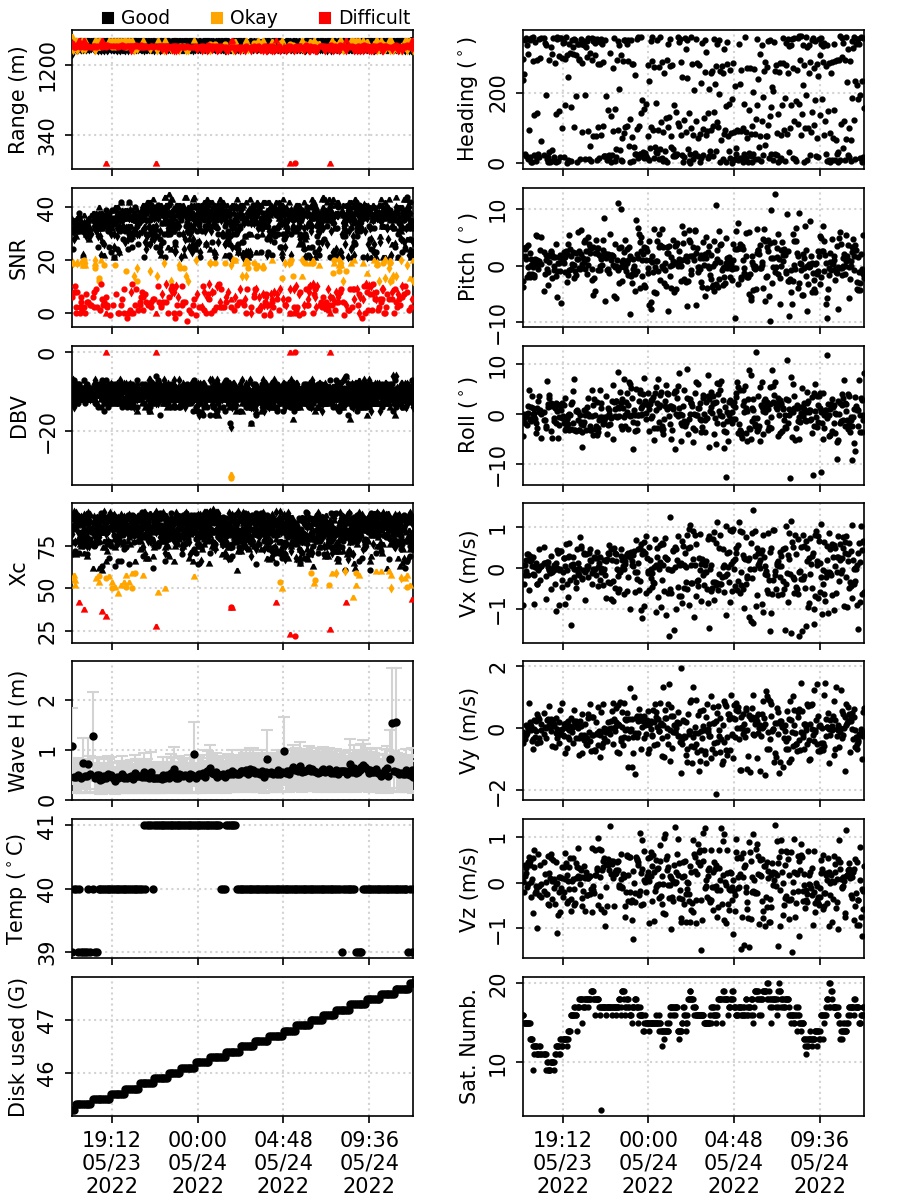 Good Okay Difficult
Range (m)
1200
340
Heading (°)
200
0
SNR
40
20
0
Pitch (°)
10
0
−10
DBV
0
−20
Roll (°)
10
0
−10
Xc
75
50
25
Vx (m/s)
1
0
−1
Wave H (m)
2
1
0
Vy (m/s)
2
0
−2
Temp (°C)
41
40
39
Vz (m/s)
1
0
−1
Disk used (G)
47
46
Sat. Numb.
20
10
19:12 00:00 04:48 09:36
05/23 05/24 05/24 05/24
2022 2022 2022 2022
19:12 00:00 04:48 09:36
05/23 05/24 05/24 05/24
2022 2022 2022 2022